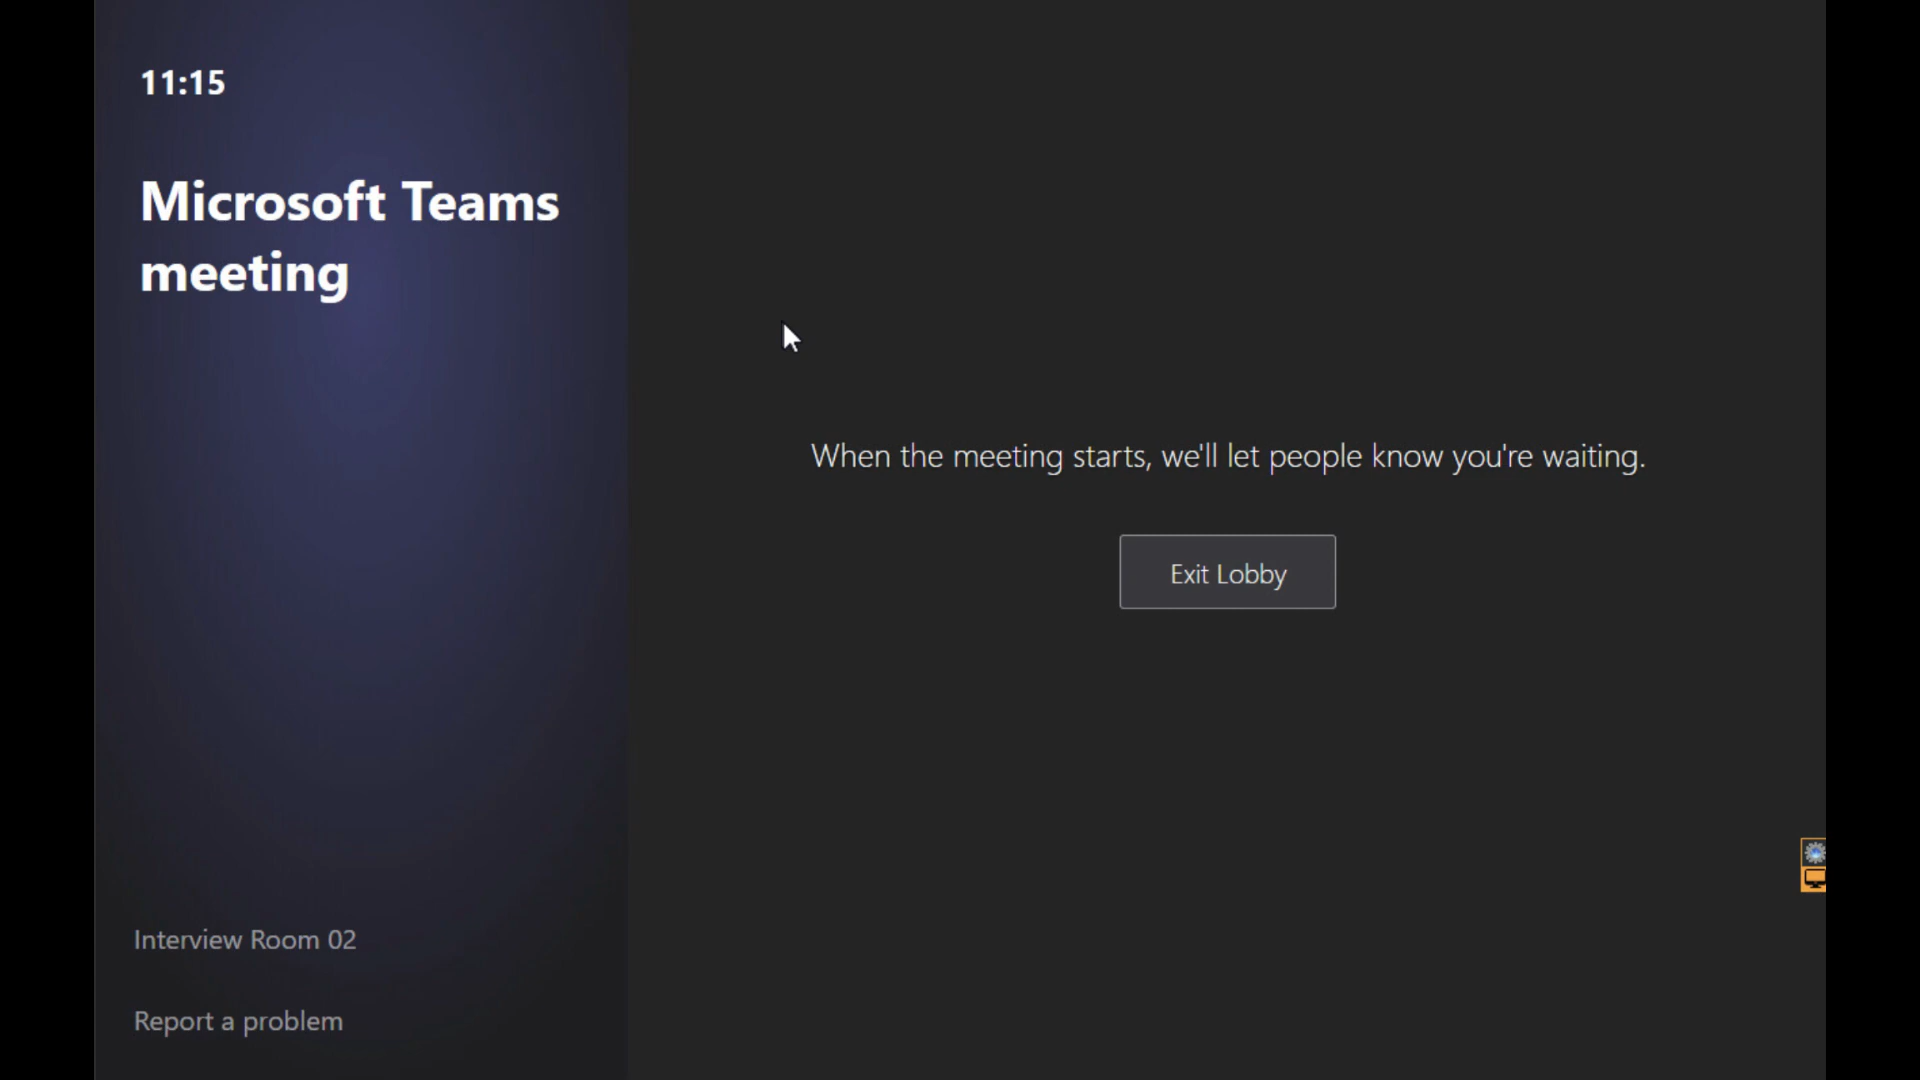 11:15
Microsoft Teams
meeting
When the meeting starts, we'll let people know you're waiting.
Exit Lobby
Interview Room 02
Report a problem